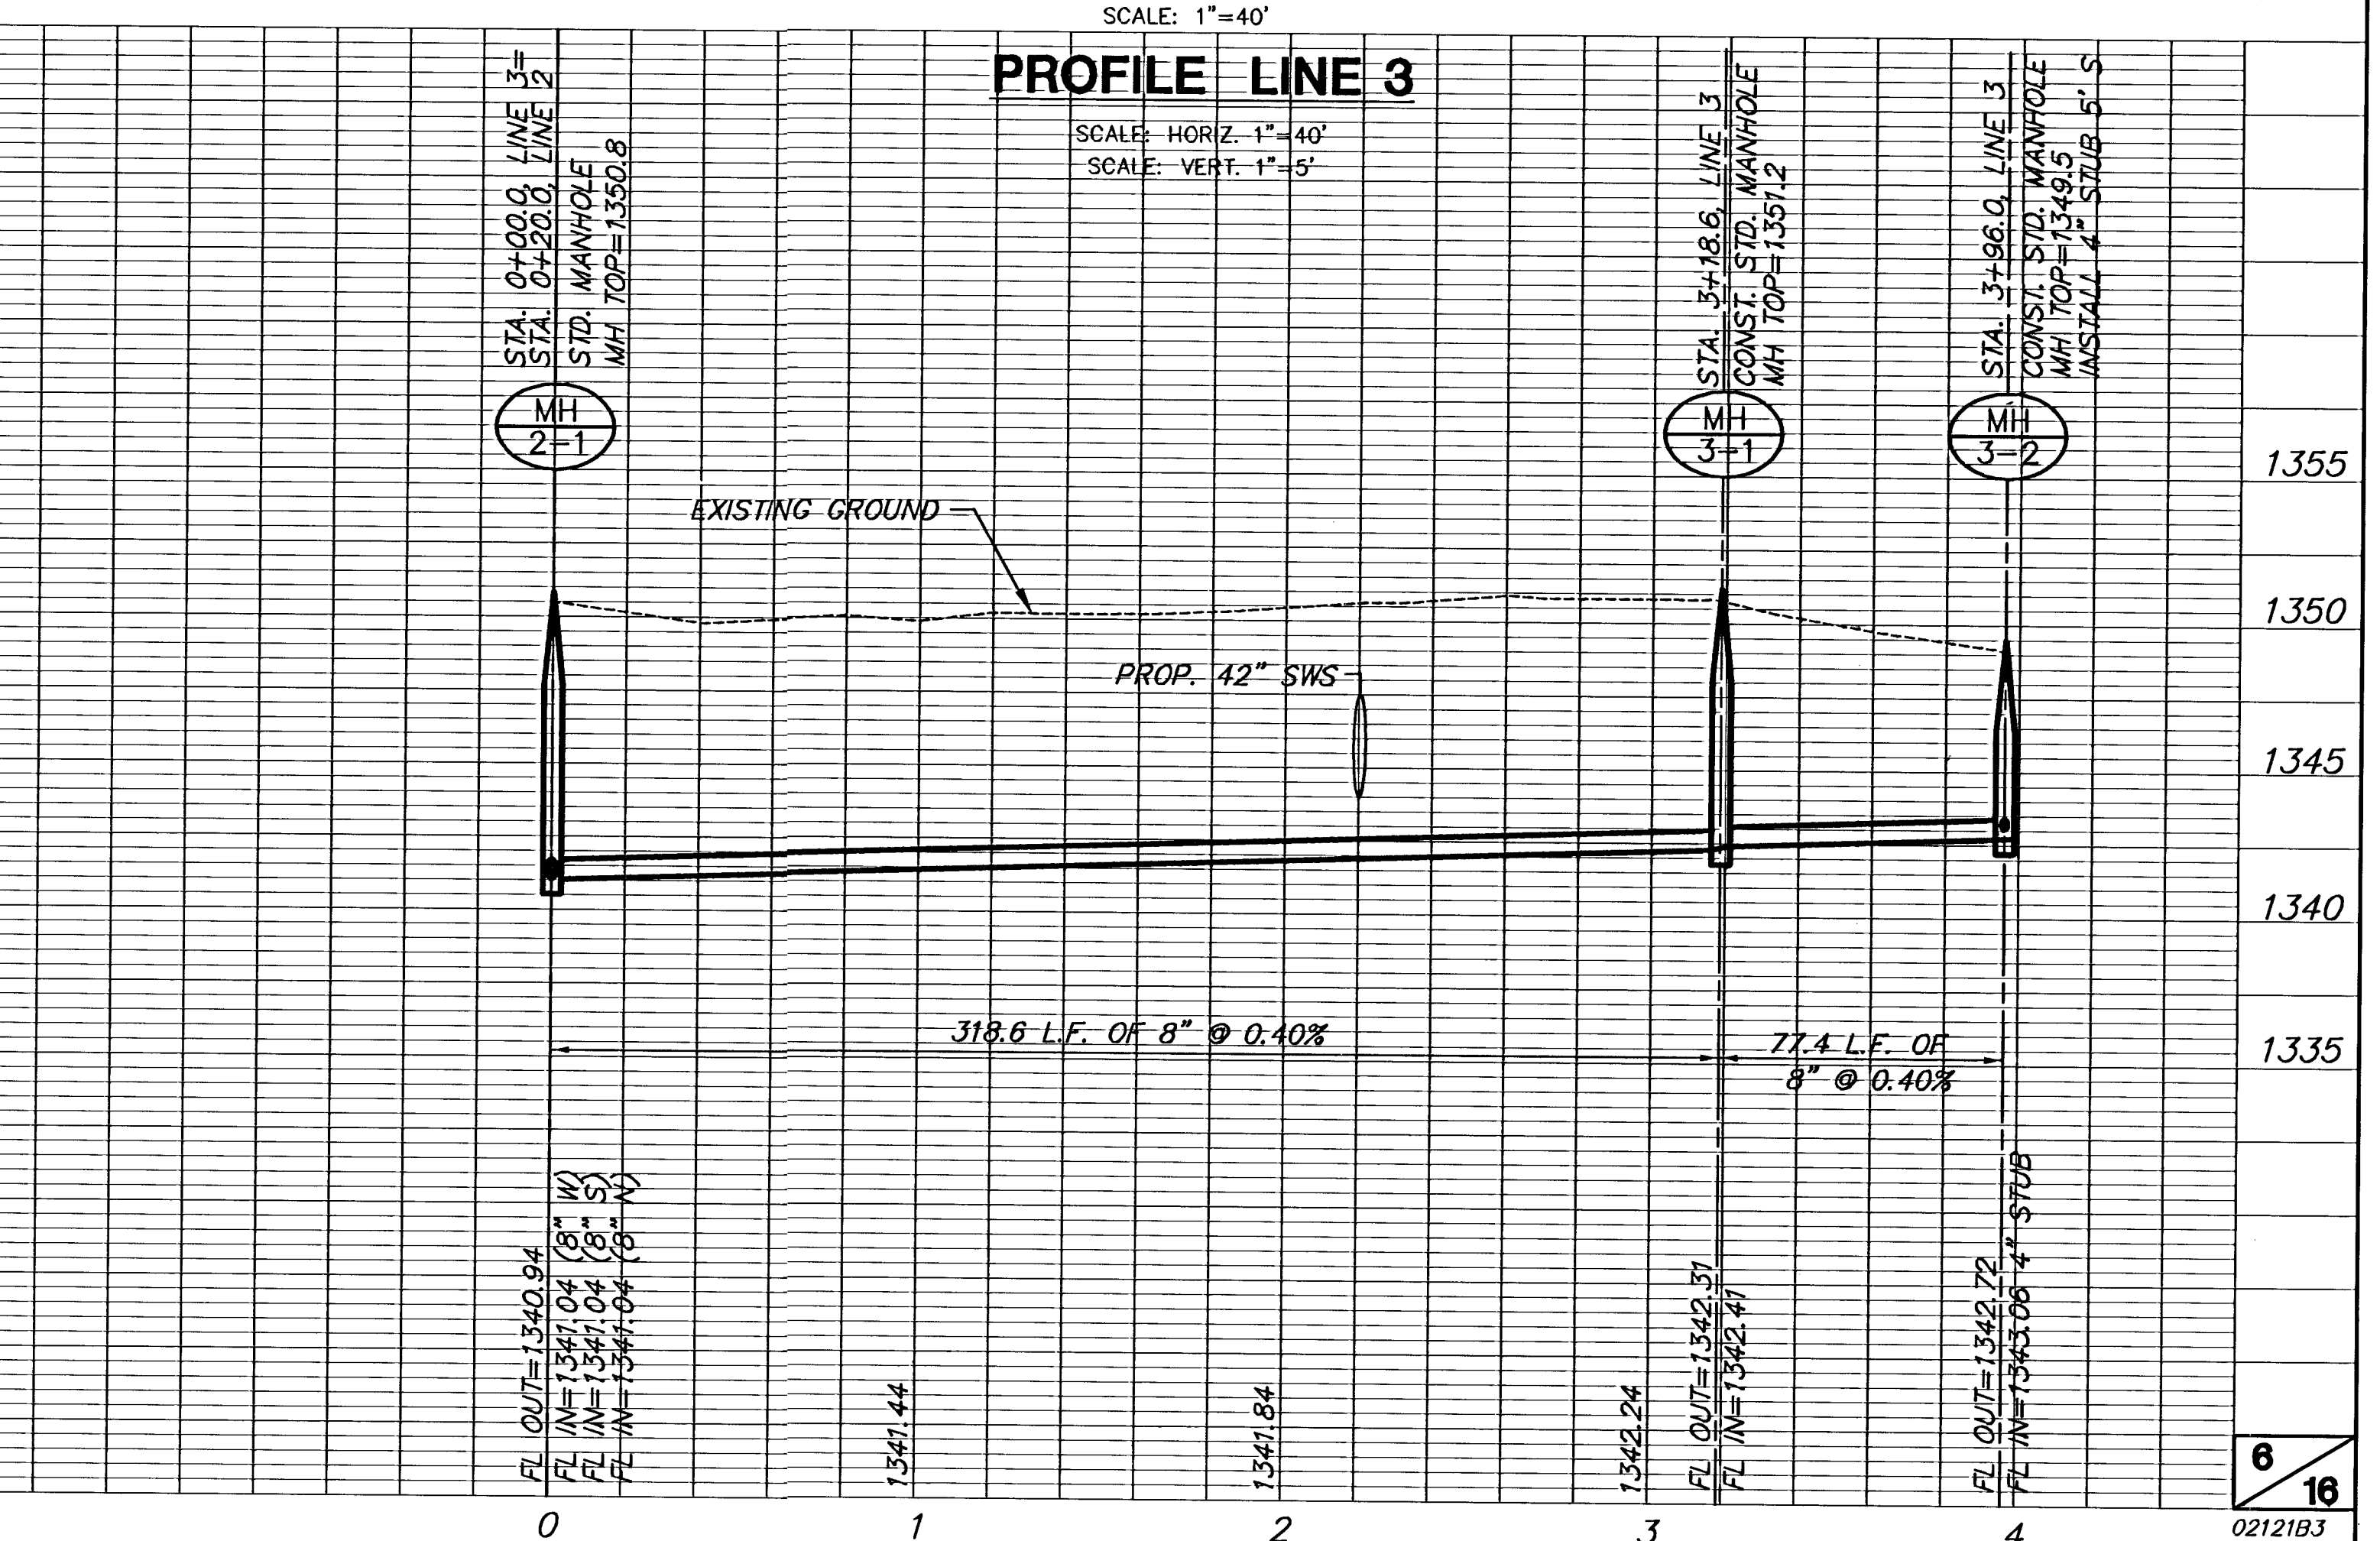 SCALE: 1"=40'
PROFILE LINE 3
SCALE: HORIZ. 1"=40'
SCALE: VERT. 1"=5'
STA. 0+00.0, LINE 3=
STA. 0+20.0, LINE 2
STD. MANHOLE
MH TOP=1350.8
STA. 3+18.6, LINE 3
CONST. STD. MANHOLE
MH TOP=1351.2
STA. 3+96.0, LINE 3
CONST. STD. MANHOLE
MH TOP=1349.5
INSTALL 4" STUB 5' S
MH
2-1
MH
3-1
MH
3-2
1355
EXISTING GROUND
1350
PROP. 42" SWS
1345
1340
318.6 L.F. OF 8" @ 0.40%
77.4 L.F. OF
8" @ 0.40%
1335
FL OUT=1340.94
FL IN=1341.04 (8" W)
FL IN=1341.04 (8" S)
FL IN=1341.04 (8" N)
1341.44
1341.84
1342.24
FL OUT=1342.31
FL IN=1342.41
FL OUT=1342.72
FL IN=1343.06 4" STUB
6
16
0
1
2
3
4
02121B3